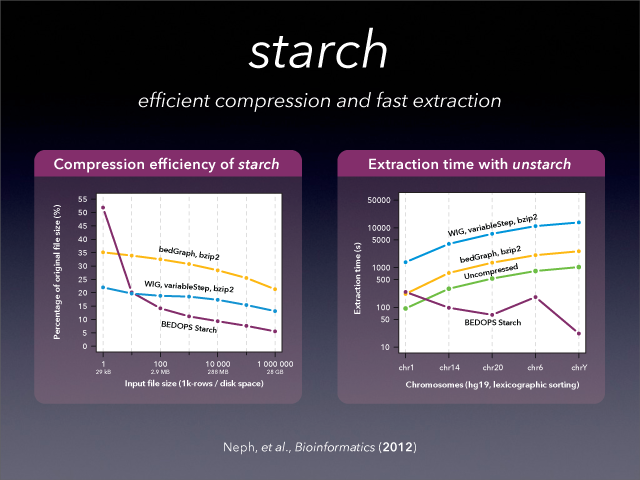 starch
efficient compression and fast extraction
Compression efficiency of starch
Percentage of original file size (%)
55
50
45
40
35
30
25
20
15
10
5
0
bedGraph, bzip2
WIG, variableStep, bzip2
BEDOPS Starch
1 100 10 000 1 000 000
29 kB 2.9 MB 288 MB 28 GB
Input file size (1k-rows / disk space)
Extraction time with unstarch
Extraction time (s)
50000
10000
5000
1000
500
100
50
10
WIG, variableStep, bzip2
bedGraph, bzip2
Uncompressed
BEDOPS Starch
chr1 chr14 chr20 chr6 chrY
Chromosomes (hg19, lexicographic sorting)
Neph, et al., Bioinformatics (2012)